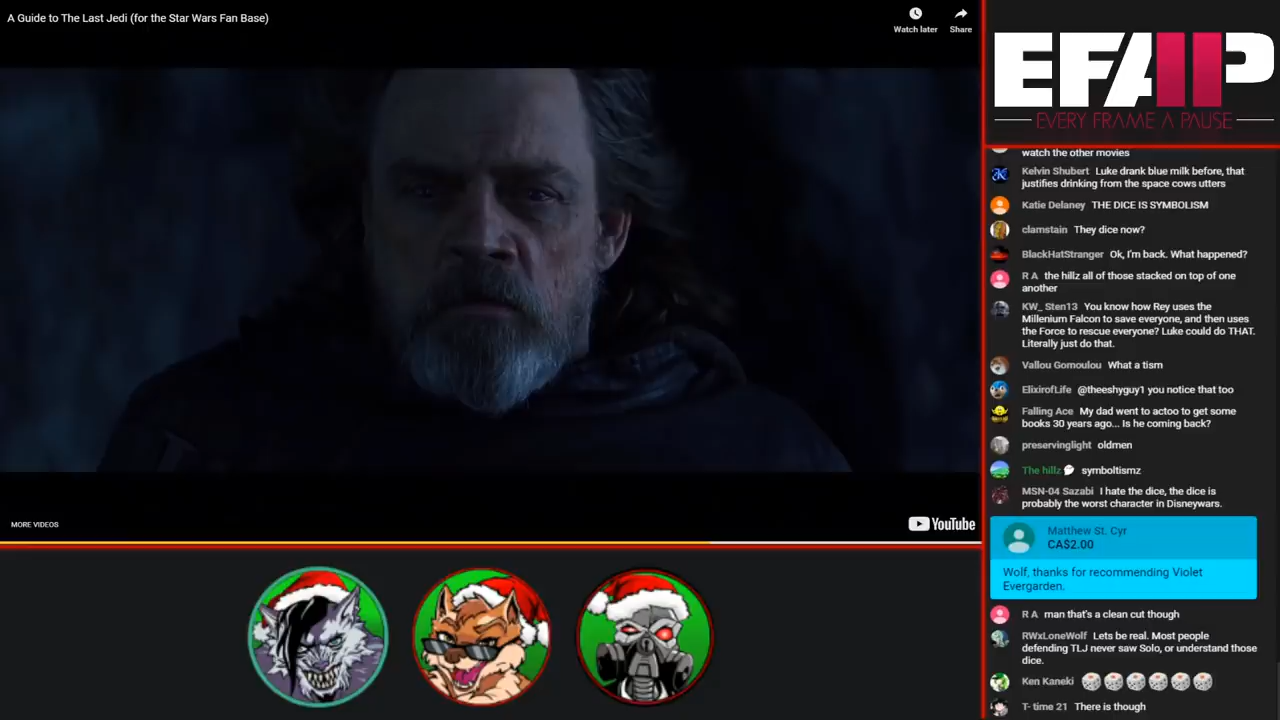 A Guide to The Last Jedi (for the Star Wars Fan Base)
Watch later
Share
MORE VIDEOS
YouTube
EFAP
EVERY FRAME A PAUSE
watch the other movies
Kelvin Shubert Luke drank blue milk before, that
justifies drinking from the space cows utters
Katie Delaney THE DICE IS SYMBOLISM
clamstain They dice now?
BlackHatStranger Ok, I'm back. What happened?
R A the hillz all of those stacked on top of one
another
KW_ Sten13 You know how Rey uses the
Millenium Falcon to save everyone, and then uses
the Force to rescue everyone? Luke could do THAT.
Literally just do that.
Vallou Gomoulou What a tism
ElixirofLife @theeshyguy1 you notice that too
Falling Ace My dad went to actoo to get some
books 30 years ago... Is he coming back?
preservinglight oldmen
The hillz symboltismz
MSN-04 Sazabi I hate the dice, the dice is
probably the worst character in Disneywars.
Matthew St. Cyr
CA$2.00
Wolf, thanks for recommending Violet
Evergarden.
R A man that's a clean cut though
RWxLoneWolf Lets be real. Most people
defending TLJ never saw Solo, or understand those
dice.
Ken Kaneki
T- time 21 There is though